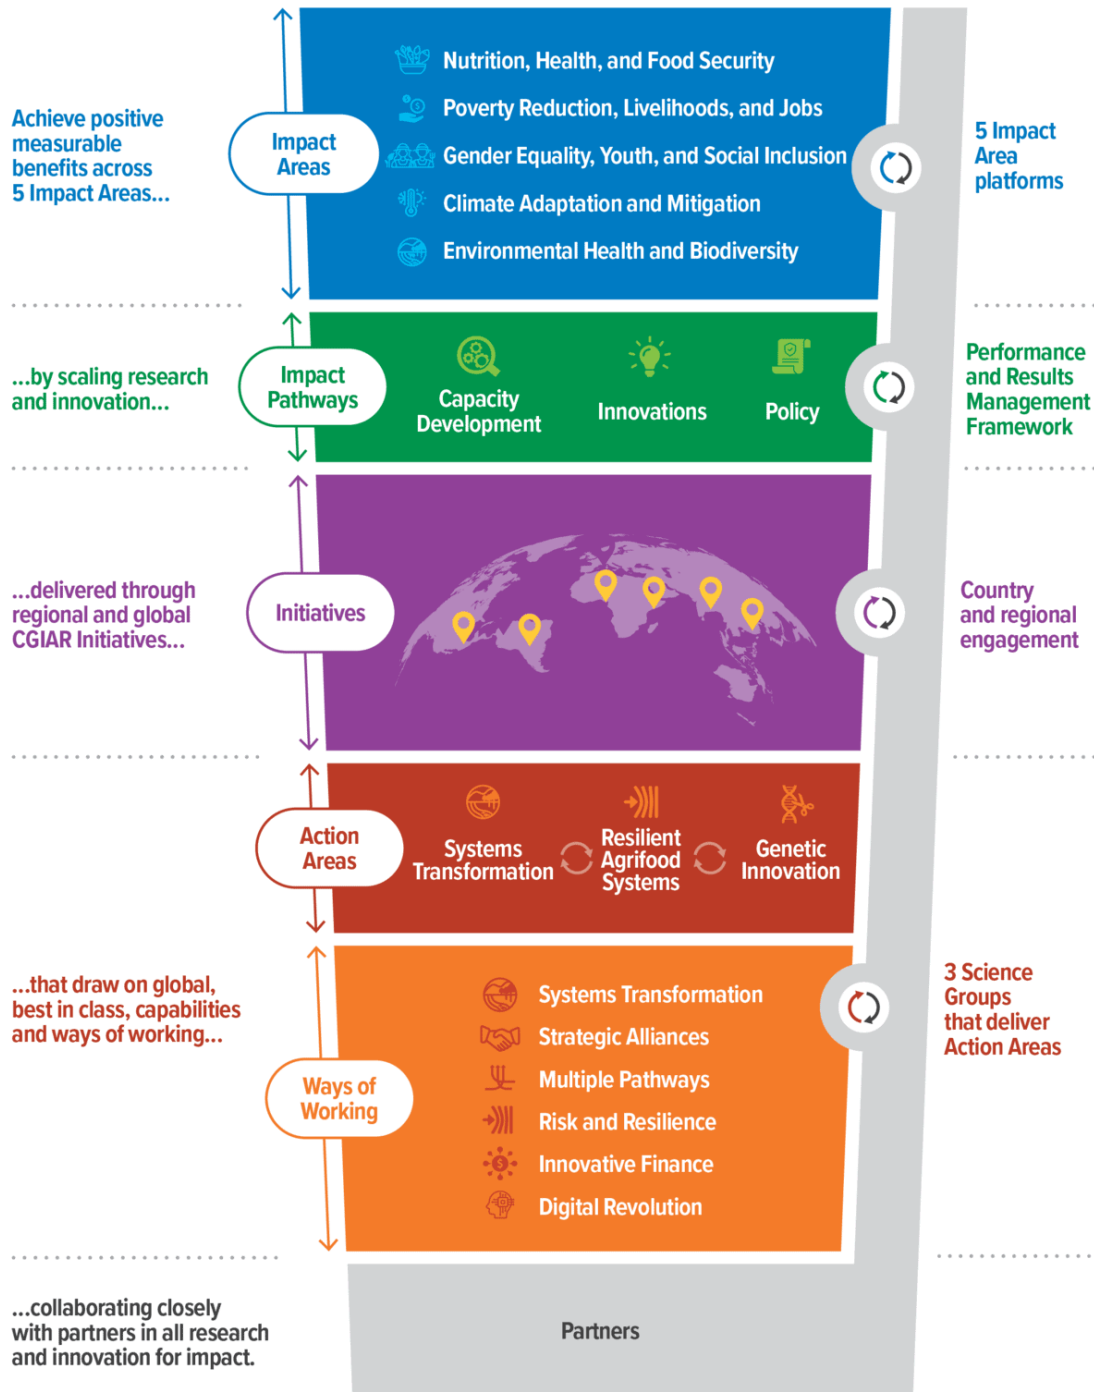 Achieve positive
measurable
benefits across
5 Impact Areas...
Impact
Areas
Nutrition, Health, and Food Security
Poverty Reduction, Livelihoods, and Jobs
Gender Equality, Youth, and Social Inclusion
Climate Adaptation and Mitigation
Environmental Health and Biodiversity
5 Impact
Area
platforms
...by scaling research
and innovation...
Impact
Pathways
Capacity
Development
Innovations
Policy
Performance
and Results
Management
Framework
...delivered through
regional and global
CGIAR Initiatives...
Initiatives
Country
and regional
engagement
Action
Areas
Systems
Transformation
Resilient
Agrifood
Systems
Genetic
Innovation
...that draw on global,
best in class, capabilities
and ways of working...
Ways of
Working
Systems Transformation
Strategic Alliances
Multiple Pathways
Risk and Resilience
Innovative Finance
Digital Revolution
3 Science
Groups
that deliver
Action Areas
...collaborating closely
with partners in all research
and innovation for impact.
Partners